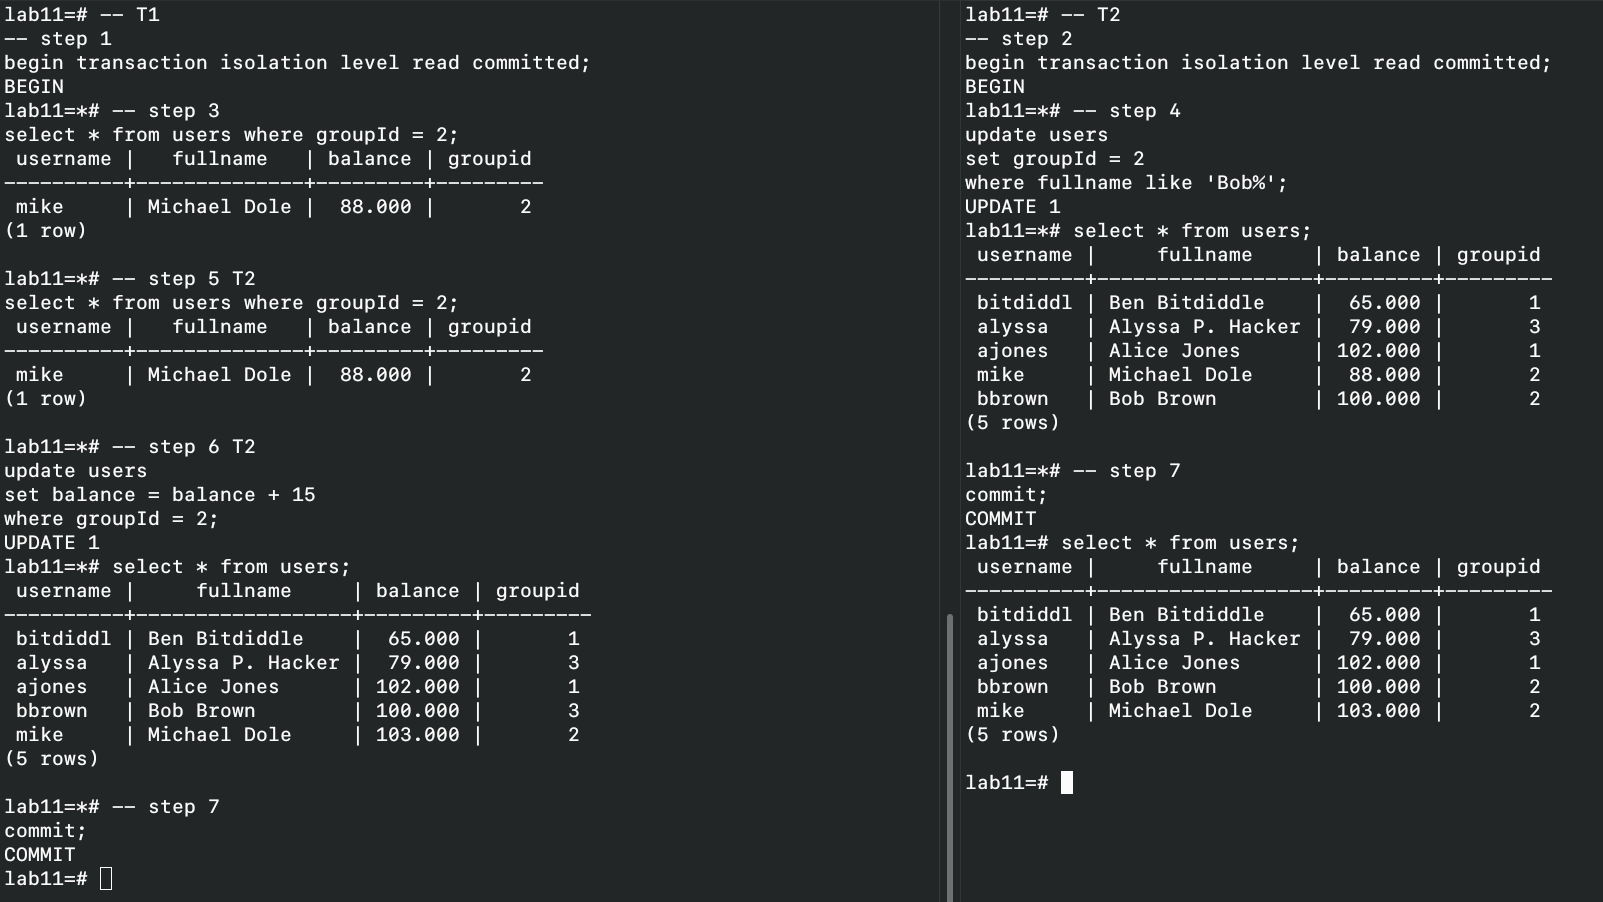 lab11=# -- T1
-- step 1
begin transaction isolation level read committed;
BEGIN
lab11=*# -- step 3
select * from users where groupId = 2;
 username |   fullname   | balance | groupid
----------+--------------+---------+---------
 mike     | Michael Dole |  88.000 |       2
(1 row)

lab11=*# -- step 5 T2
select * from users where groupId = 2;
 username |   fullname   | balance | groupid
----------+--------------+---------+---------
 mike     | Michael Dole |  88.000 |       2
(1 row)

lab11=*# -- step 6 T2
update users
set balance = balance + 15
where groupId = 2;
UPDATE 1
lab11=*# select * from users;
 username |     fullname     | balance | groupid
----------+------------------+---------+---------
 bitdiddl | Ben Bitdiddle    |  65.000 |       1
 alyssa   | Alyssa P. Hacker |  79.000 |       3
 ajones   | Alice Jones      | 102.000 |       1
 bbrown   | Bob Brown        | 100.000 |       3
 mike     | Michael Dole     | 103.000 |       2
(5 rows)

lab11=*# -- step 7
commit;
COMMIT
lab11=#
lab11=# -- T2
-- step 2
begin transaction isolation level read committed;
BEGIN
lab11=*# -- step 4
update users
set groupId = 2
where fullname like 'Bob%';
UPDATE 1
lab11=*# select * from users;
 username |     fullname     | balance | groupid
----------+------------------+---------+---------
 bitdiddl | Ben Bitdiddle    |  65.000 |       1
 alyssa   | Alyssa P. Hacker |  79.000 |       3
 ajones   | Alice Jones      | 102.000 |       1
 mike     | Michael Dole     |  88.000 |       2
 bbrown   | Bob Brown        | 100.000 |       2
(5 rows)

lab11=*# -- step 7
commit;
COMMIT
lab11=# select * from users;
 username |     fullname     | balance | groupid
----------+------------------+---------+---------
 bitdiddl | Ben Bitdiddle    |  65.000 |       1
 alyssa   | Alyssa P. Hacker |  79.000 |       3
 ajones   | Alice Jones      | 102.000 |       1
 bbrown   | Bob Brown        | 100.000 |       2
 mike     | Michael Dole     | 103.000 |       2
(5 rows)

lab11=#